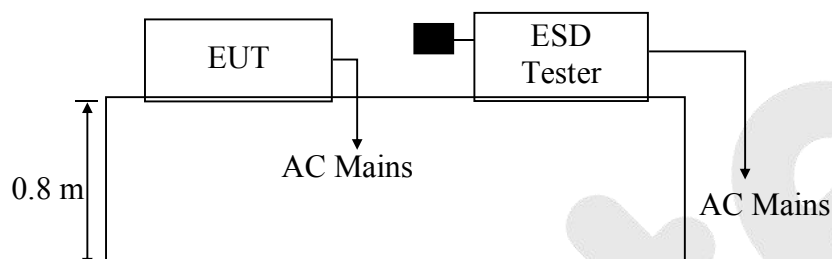 EUT
ESD
Tester
AC Mains
0.8 m
AC Mains